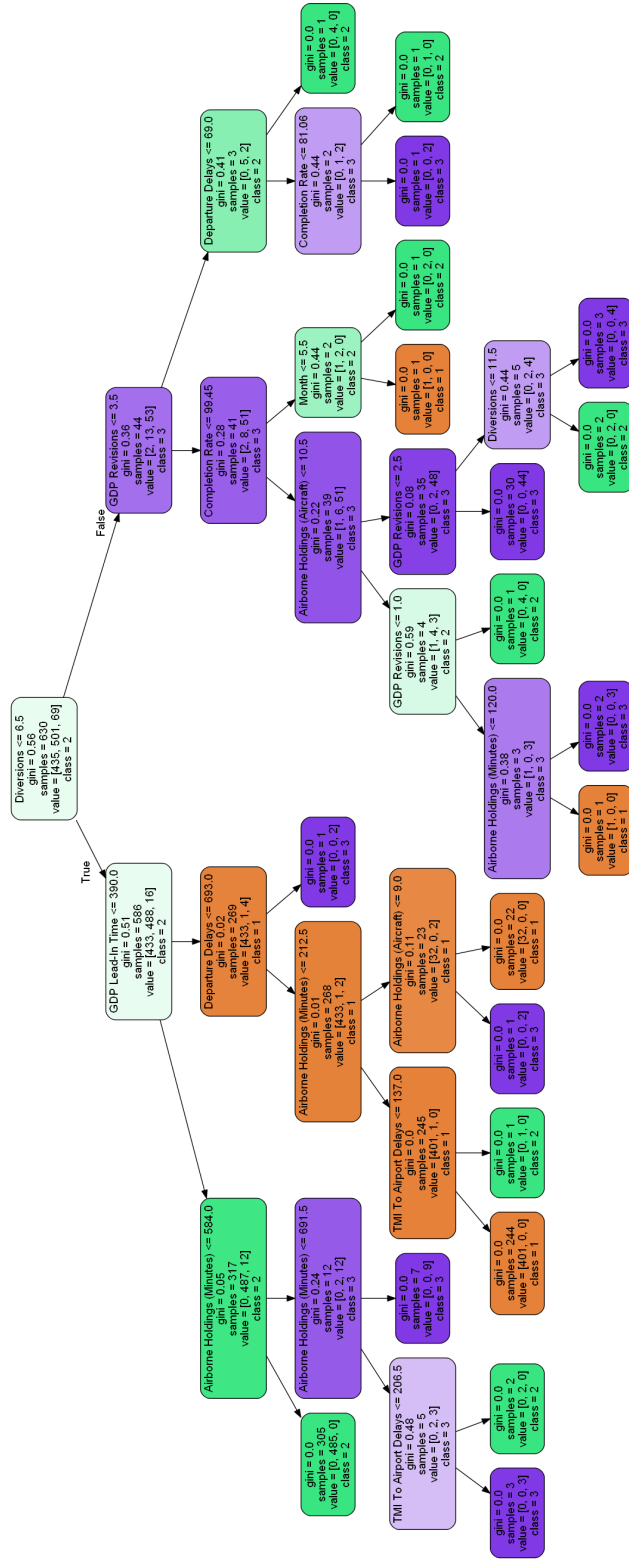 Diversions <= 6.5
gini = 0.56
samples = 630
value = [435, 501, 69]
class = 2
True
False
GDP Lead-In Time <= 390.0
gini = 0.51
samples = 586
value = [433, 488, 16]
class = 2
GDP Revisions <= 3.5
gini = 0.36
samples = 44
value = [2, 13, 53]
class = 3
Airborne Holdings (Minutes) <= 584.0
gini = 0.05
samples = 317
value = [0, 487, 12]
class = 2
Departure Delays <= 693.0
gini = 0.02
samples = 269
value = [433, 1, 4]
class = 1
Completion Rate <= 99.45
gini = 0.28
samples = 41
value = [2, 8, 51]
class = 3
Departure Delays <= 69.0
gini = 0.41
samples = 3
value = [0, 5, 2]
class = 2
gini = 0.0
samples = 305
value = [0, 485, 0]
class = 2
Airborne Holdings (Minutes) <= 691.5
gini = 0.24
samples = 12
value = [0, 2, 12]
class = 3
Airborne Holdings (Minutes) <= 212.5
gini = 0.01
samples = 268
value = [433, 1, 2]
class = 1
gini = 0.0
samples = 1
value = [0, 0, 2]
class = 3
Airborne Holdings (Aircraft) <= 10.5
gini = 0.22
samples = 39
value = [1, 6, 51]
class = 3
Month <= 5.5
gini = 0.44
samples = 2
value = [1, 2, 0]
class = 2
Completion Rate <= 81.06
gini = 0.44
samples = 2
value = [0, 1, 2]
class = 3
gini = 0.0
samples = 1
value = [0, 4, 0]
class = 2
TMI To Airport Delays <= 206.5
gini = 0.48
samples = 5
value = [0, 2, 3]
class = 3
gini = 0.0
samples = 7
value = [0, 0, 9]
class = 3
TMI To Airport Delays <= 137.0
gini = 0.0
samples = 245
value = [401, 1, 0]
class = 1
Airborne Holdings (Aircraft) <= 9.0
gini = 0.11
samples = 23
value = [32, 0, 2]
class = 1
GDP Revisions <= 1.0
gini = 0.59
samples = 4
value = [1, 4, 3]
class = 2
GDP Revisions <= 2.5
gini = 0.08
samples = 35
value = [0, 2, 48]
class = 3
gini = 0.0
samples = 1
value = [1, 0, 0]
class = 1
gini = 0.0
samples = 1
value = [0, 2, 0]
class = 2
gini = 0.0
samples = 1
value = [0, 0, 2]
class = 3
gini = 0.0
samples = 1
value = [0, 1, 0]
class = 2
gini = 0.0
samples = 3
value = [0, 0, 3]
class = 3
gini = 0.0
samples = 2
value = [0, 2, 0]
class = 2
gini = 0.0
samples = 244
value = [401, 0, 0]
class = 1
gini = 0.0
samples = 1
value = [0, 1, 0]
class = 2
gini = 0.0
samples = 1
value = [0, 0, 2]
class = 3
gini = 0.0
samples = 22
value = [32, 0, 0]
class = 1
Airborne Holdings (Minutes) <= 120.0
gini = 0.38
samples = 3
value = [1, 0, 3]
class = 3
gini = 0.0
samples = 1
value = [0, 4, 0]
class = 2
gini = 0.0
samples = 30
value = [0, 0, 44]
class = 3
Diversions <= 11.5
gini = 0.44
samples = 5
value = [0, 2, 4]
class = 3
gini = 0.0
samples = 1
value = [1, 0, 0]
class = 1
gini = 0.0
samples = 2
value = [0, 0, 3]
class = 3
gini = 0.0
samples = 2
value = [0, 2, 0]
class = 2
gini = 0.0
samples = 3
value = [0, 0, 4]
class = 3